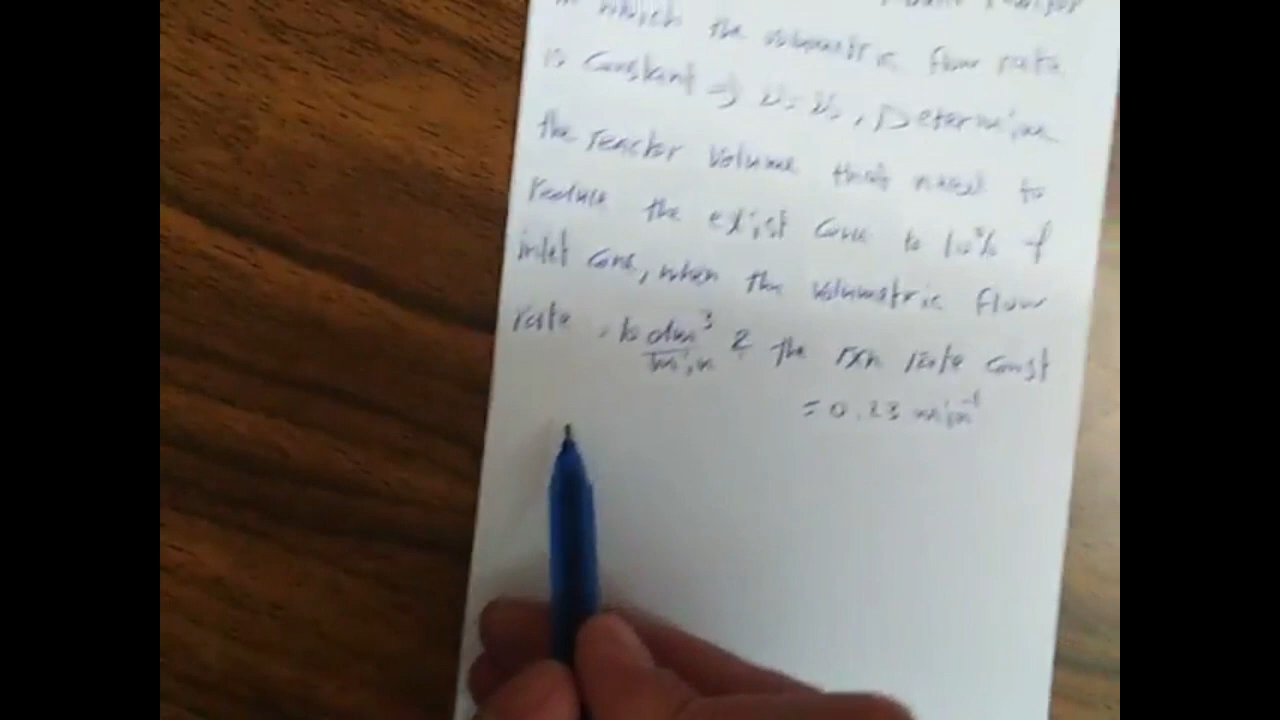 in which the volumetric flow rate
is constant ⇒ v = v₀, Determine
the reactor volume that need to
reduce the exist conc to 10% of
inlet conc, when the volumetric flow
rate = 10 dm³/min & the rxn rate const
= 0.23 min⁻¹